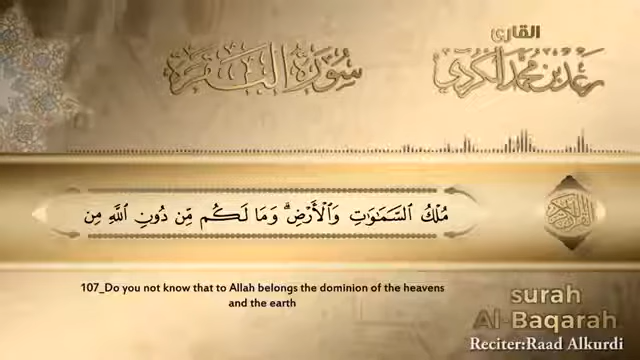 القارئ
رعد بن محمد الكردي
سورة البقرة
مُلْكُ ٱلسَّمَٰوَٰتِ وَٱلْأَرْضِ ۗ وَمَا لَكُم مِّن دُونِ ٱللَّهِ مِن
107_Do you not know that to Allah belongs the dominion of the heavens
and the earth
surah
Al-Baqarah
Reciter:Raad Alkurdi